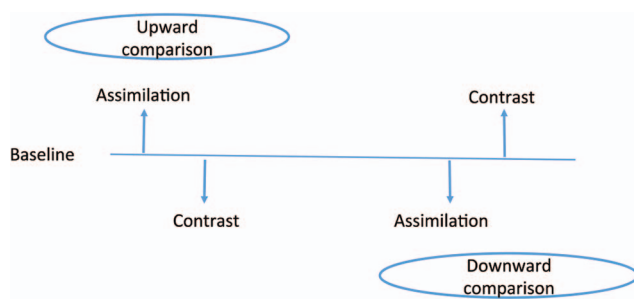 Upward
comparison
Assimilation
Contrast
Baseline
Contrast
Assimilation
Downward
comparison